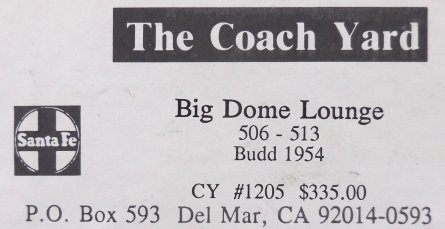 The Coach Yard
Big Dome Lounge
506 - 513
Santa Fe
Budd 1954
CY #1205 $335.00
P.O. Box 593 Del Mar, CA 92014-0593